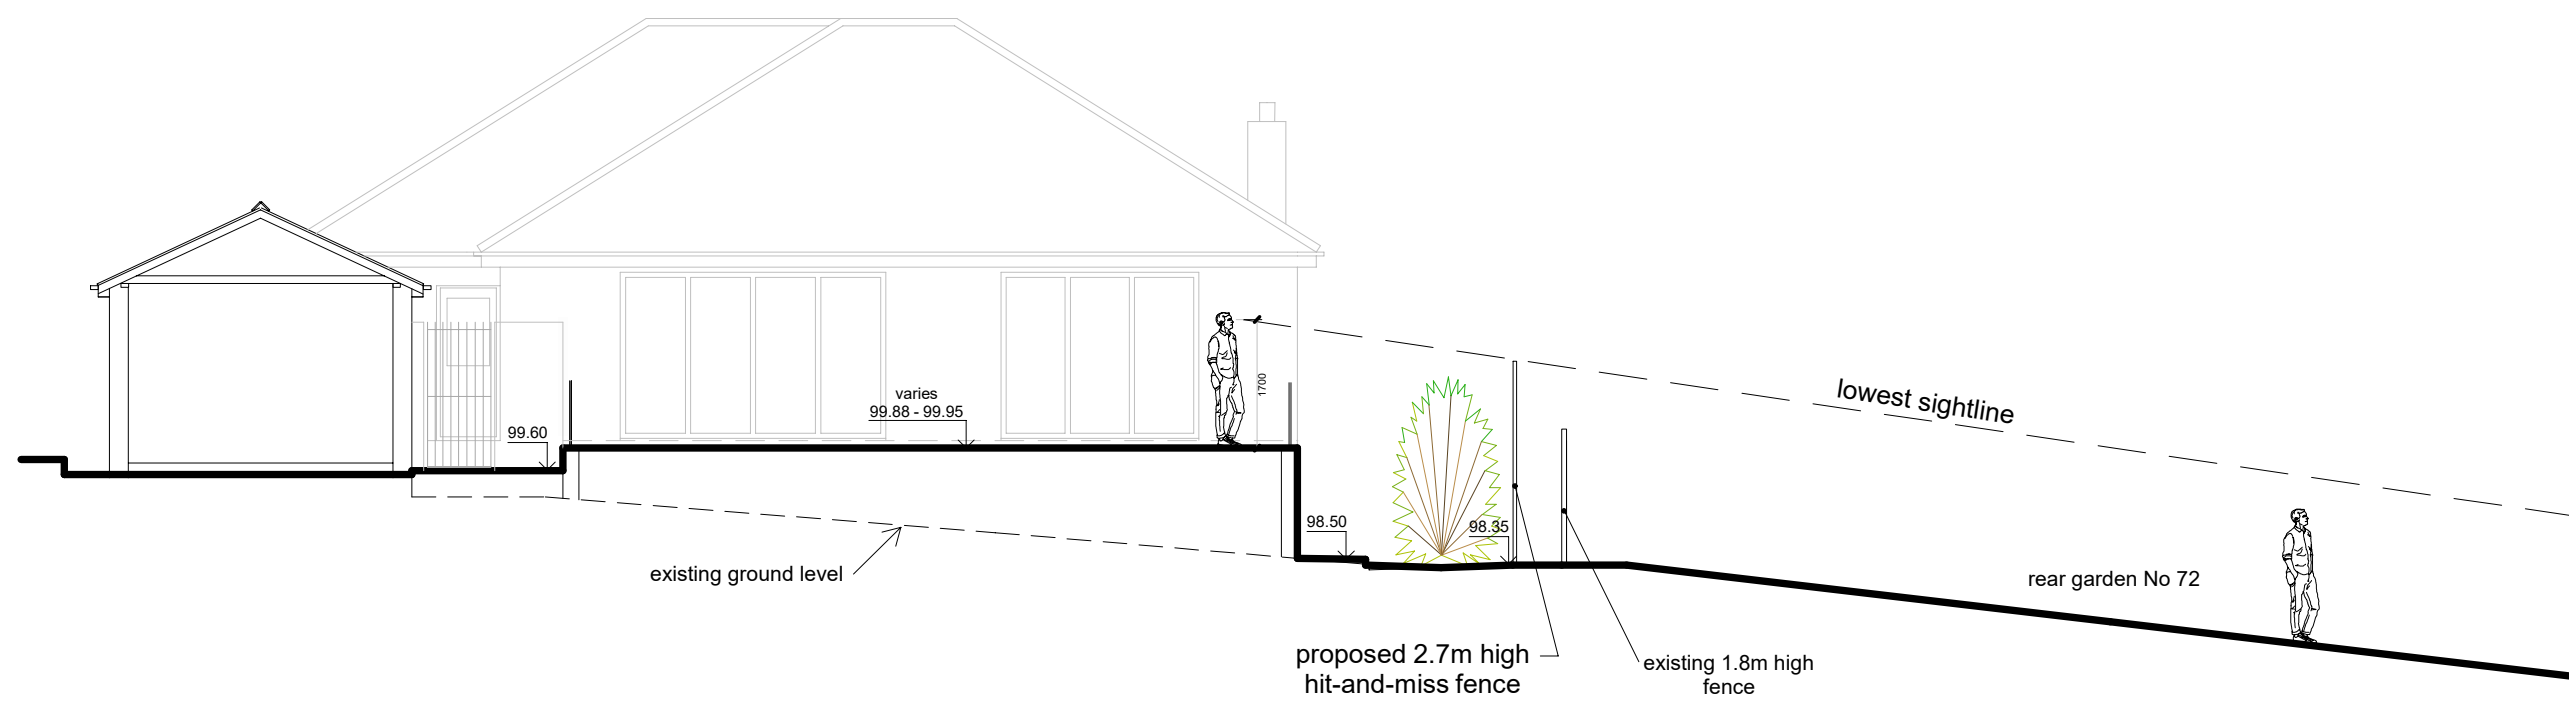 lowest sightline
1700
varies
99.88 - 99.95
99.60
98.50
98.35
existing ground level
rear garden No 72
proposed 2.7m high
hit-and-miss fence
existing 1.8m high
fence